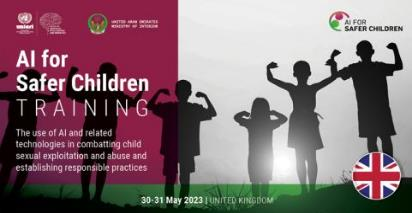 unicri
UNITED ARAB EMIRATES
MINISTRY OF INTERIOR
AI FOR
SAFER CHILDREN
AI for
Safer Children
TRAINING
The use of AI and related
technologies in combatting child
sexual exploitation and abuse and
establishing responsible practices
30-31 May 2023 | UNITED KINGDOM